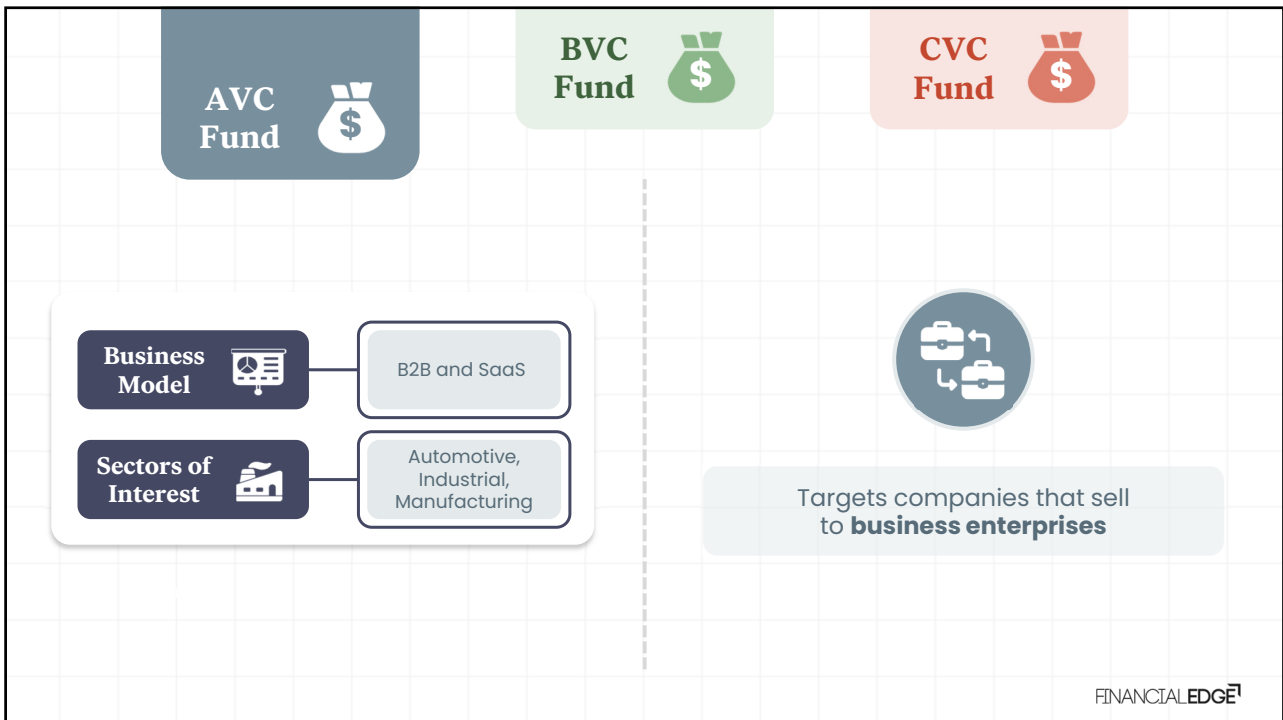 AVC
Fund
$
BVC
Fund
$
CVC
Fund
$
Business
Model
B2B and SaaS
Sectors of
Interest
Automotive,
Industrial,
Manufacturing
Targets companies that sell
to business enterprises
FINANCIALEDGE